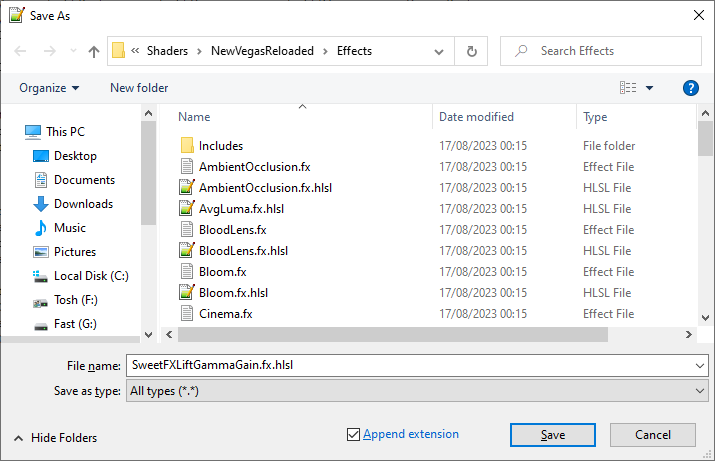 Save As
« Shaders > NewVegasReloaded > Effects
Search Effects
Organize
New folder
This PC
Desktop
Documents
Downloads
Music
Pictures
Local Disk (C:)
Tosh (F:)
Fast (G:)
Name Date modified Type
Includes 17/08/2023 00:15 File folder
AmbientOcclusion.fx 17/08/2023 00:15 Effect File
AmbientOcclusion.fx.hlsl 17/08/2023 00:15 HLSL File
AvgLuma.fx.hlsl 17/08/2023 00:15 HLSL File
BloodLens.fx 17/08/2023 00:15 Effect File
BloodLens.fx.hlsl 17/08/2023 00:15 HLSL File
Bloom.fx 17/08/2023 00:15 Effect File
Bloom.fx.hlsl 17/08/2023 00:15 HLSL File
Cinema.fx 17/08/2023 00:15 Effect File
File name: SweetFXLiftGammaGain.fx.hlsl
Save as type: All types (*.*)
Hide Folders
Append extension
Save
Cancel